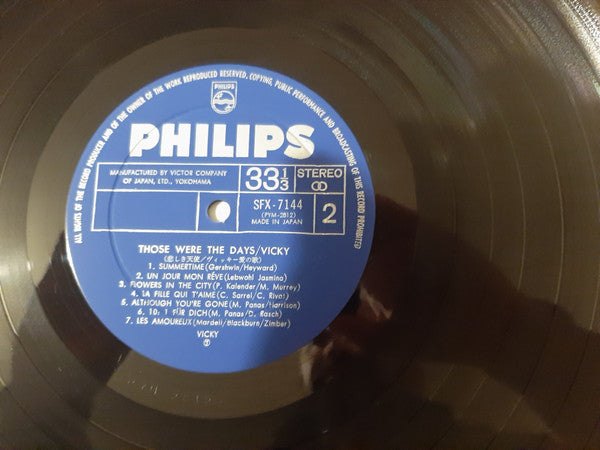 ALL RIGHTS OF THE RECORD PRODUCER AND OF THE OWNER OF THE WORK REPRODUCED RESERVED. COPYING, PUBLIC PERFORMANCE AND BROADCASTING OF THIS RECORD PROHIBITED
PHILIPS
PHILIPS
MANUFACTURED BY VICTOR COMPANY
OF JAPAN, LTD., YOKOHAMA
33 1/3
STEREO
SFX-7144
(PYM-2812)
MADE IN JAPAN
2
THOSE WERE THE DAYS/VICKY
(悲しき天使/ヴィッキー愛の歌)
1. SUMMERTIME(Gershwin/Heyward)
2. UN JOUR MON RÊVE(Lebwohl Jasmino)
3. FLOWERS IN THE CITY(P. Kalender/M. Murrey)
4. LA FILLE QUI T'AIME(C. Sarrel/C. Rivat)
5. ALTHOUGH YOU'RE GONE(M. Panas/Harrison)
6. DICH(M. Panas/ Rasch)
7. LES AMOUREUX(Mardell/Blackburn/Zimber)
VICKY